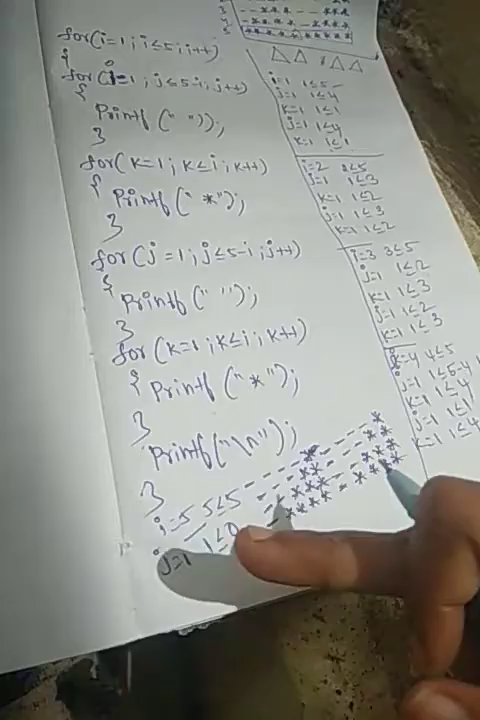 for(i=1; i≤5; i++)
{
for(j=1; j≤5-i; j++)
{
Printf(" ");
}
for(k=1; k≤i; k++)
{
Printf("*");
}
for(j=1; j≤5-i; j++)
{
Printf(" ");
}
for(k=1; k≤i; k++)
{ Printf("*");
}
Printf("\n");
}
i=5 5≤5
j=1 1≤0
- - - - * - - - - *
- - - ** - - - **
- - *** - - ***
- **** - ****
i=1 1≤5
j=1 1≤4
k=1 1≤1
j=1 1≤4
k=1 1≤1
i=2 2≤5
j=1 1≤3
k=1 1≤2
j=1 1≤3
k=1 1≤2
i=3 3≤5
j=1 1≤2
k=1 1≤3
j=1 1≤2
k=1 1≤3
i=4 4≤5
j=1 1≤5-4
k=1 1≤4
j=1 1≤1
k=1 1≤4